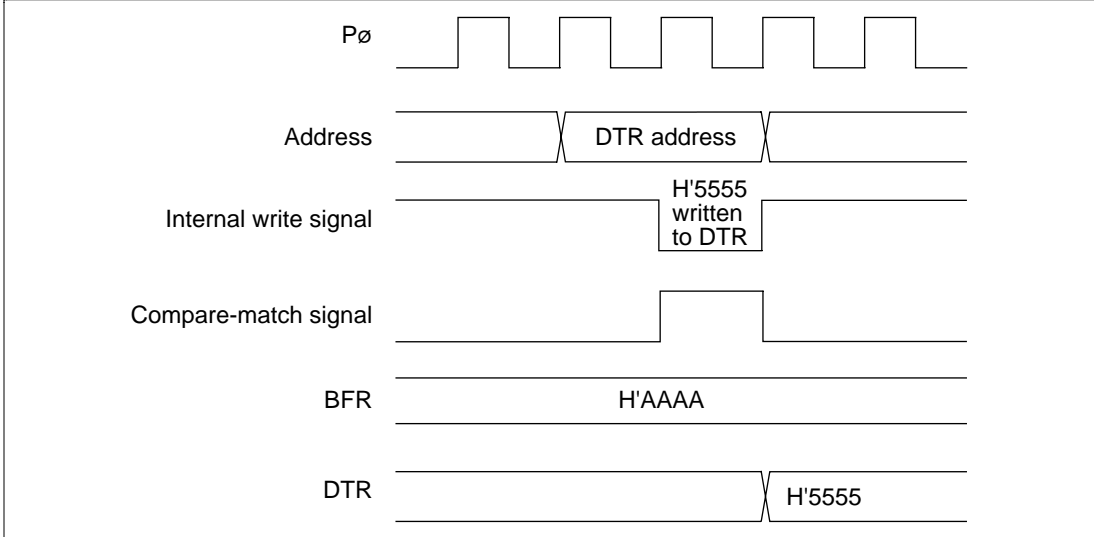 Pø
Address
DTR address
Internal write signal
H'5555
written
to DTR
Compare-match signal
BFR
H'AAAA
DTR
H'5555